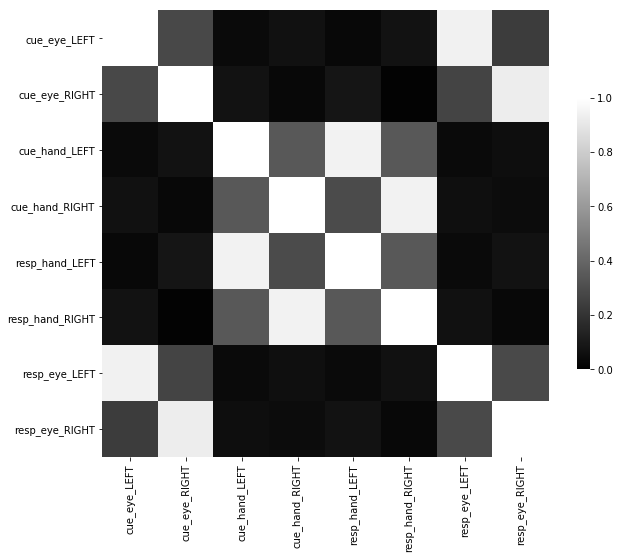 cue_eye_LEFT
cue_eye_RIGHT
cue_hand_LEFT
cue_hand_RIGHT
resp_hand_LEFT
resp_hand_RIGHT
resp_eye_LEFT
resp_eye_RIGHT
1.0
0.8
0.6
0.4
0.2
0.0
cue_eye_LEFT
cue_eye_RIGHT
cue_hand_LEFT
cue_hand_RIGHT
resp_hand_LEFT
resp_hand_RIGHT
resp_eye_LEFT
resp_eye_RIGHT